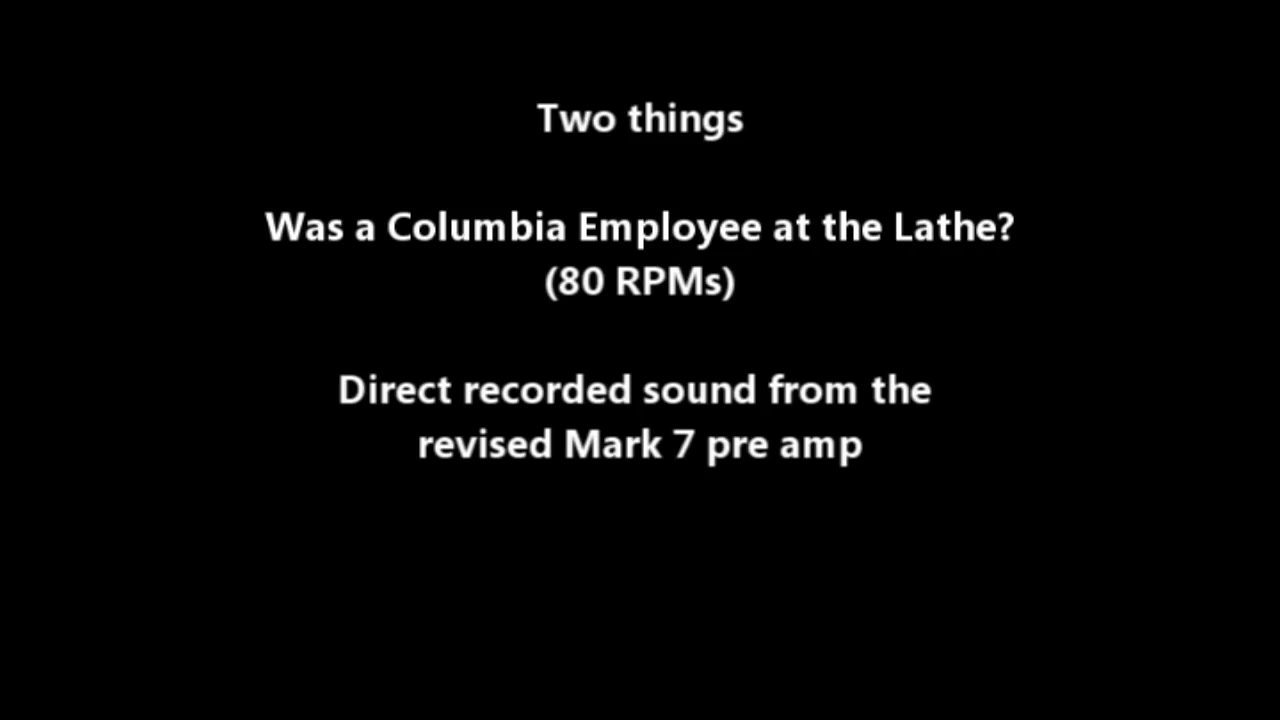 Two things
Was a Columbia Employee at the Lathe?
(80 RPMs)
Direct recorded sound from the
revised Mark 7 pre amp